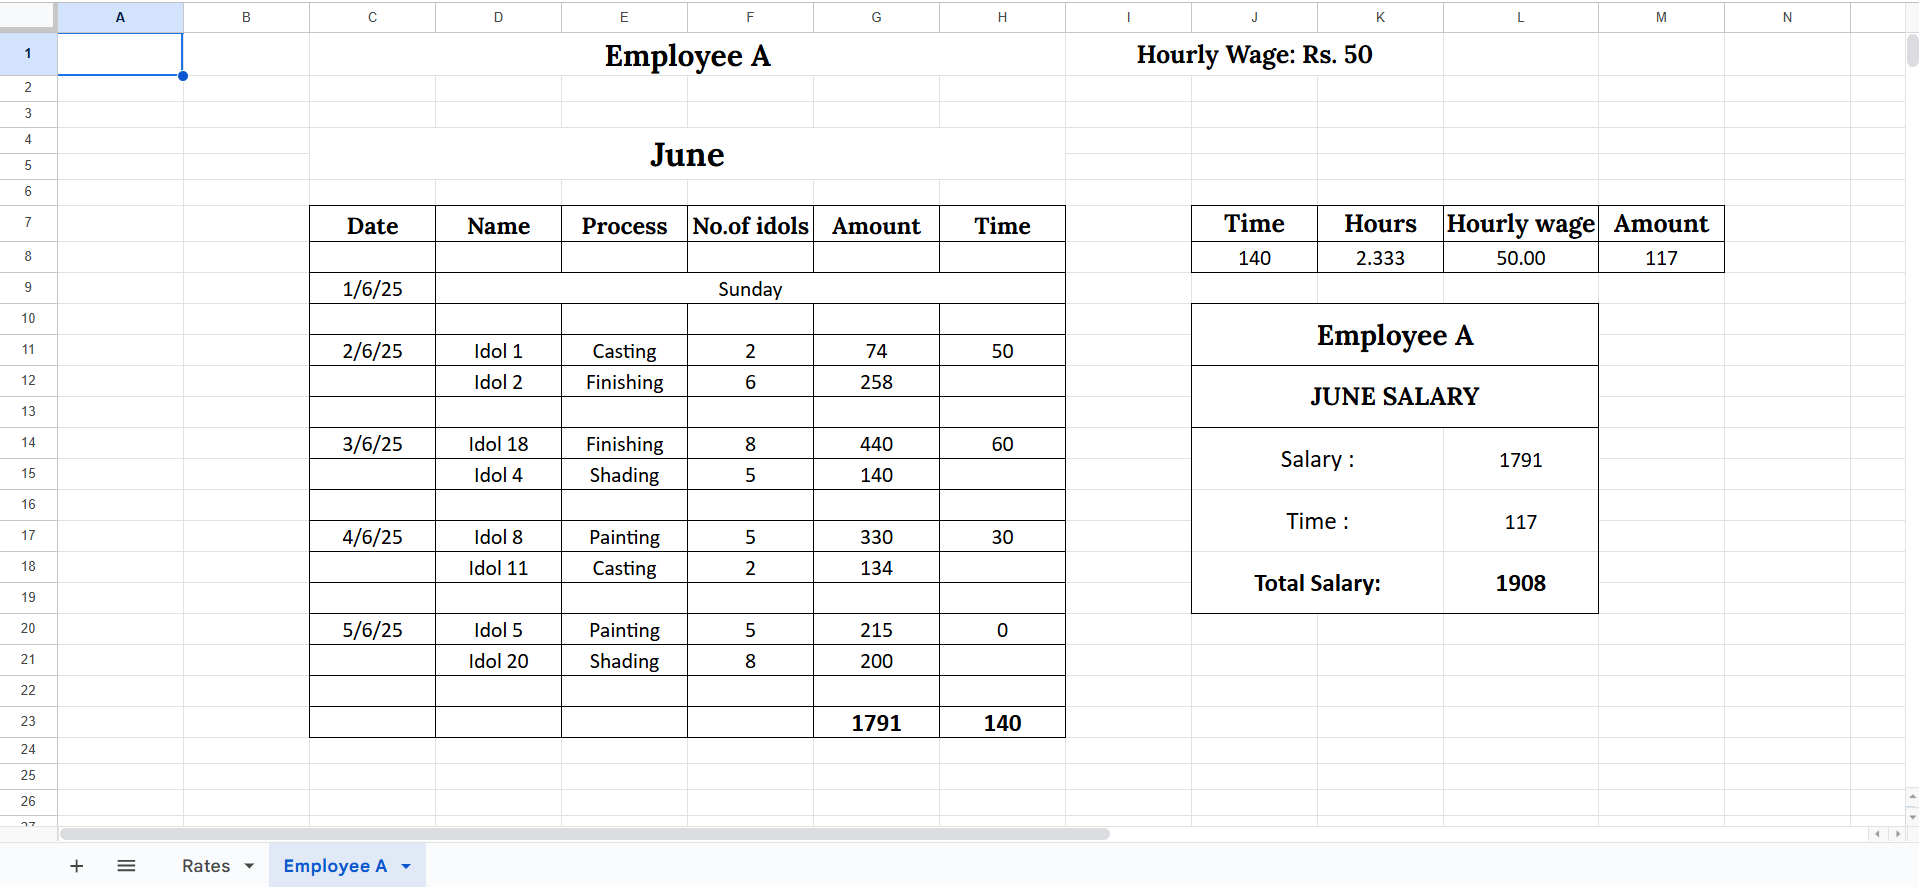 A B C D E F G H I J K L M N
1 Employee A Hourly Wage: Rs. 50
2
3
4
June
5
6
7 Date Name Process No.of idols Amount Time Time Hours Hourly wage Amount
8 140 2.333 50.00 117
9 1/6/25 Sunday
10
Employee A
11 2/6/25 Idol 1 Casting 2 74 50
12 Idol 2 Finishing 6 258
JUNE SALARY
13
14 3/6/25 Idol 18 Finishing 8 440 60
Salary : 1791
15 Idol 4 Shading 5 140
16
Time : 117
17 4/6/25 Idol 8 Painting 5 330 30
18 Idol 11 Casting 2 134
Total Salary: 1908
19
20 5/6/25 Idol 5 Painting 5 215 0
21 Idol 20 Shading 8 200
22
23 1791 140
24
25
26
27
Rates Employee A